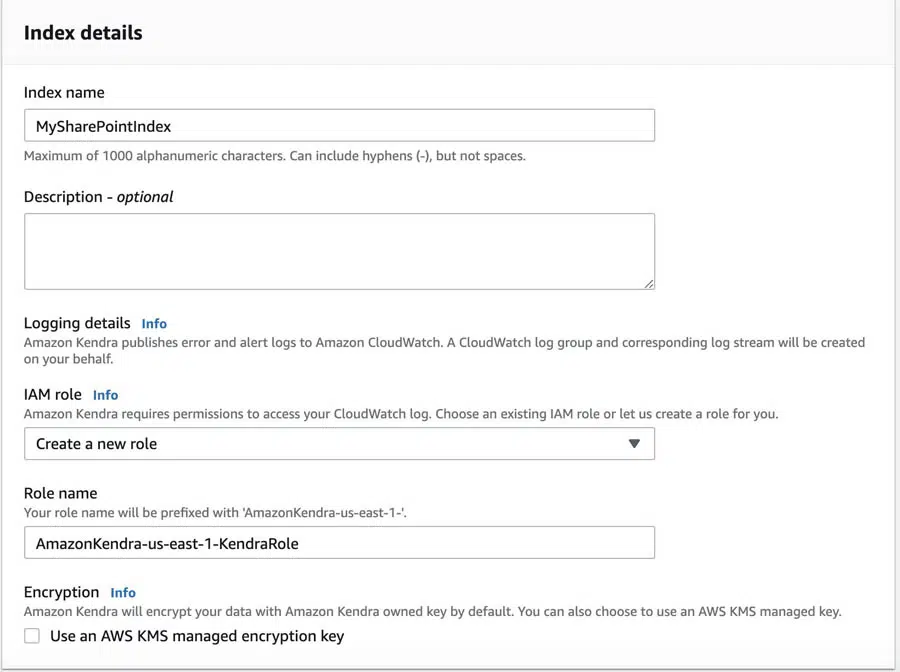 Index details
Index name
MySharePointIndex
Maximum of 1000 alphanumeric characters. Can include hyphens (-), but not spaces.
Description - optional
Logging details Info
Amazon Kendra publishes error and alert logs to Amazon CloudWatch. A CloudWatch log group and corresponding log stream will be created
on your behalf.
IAM role Info
Amazon Kendra requires permissions to access your CloudWatch log. Choose an existing IAM role or let us create a role for you.
Create a new role
Role name
Your role name will be prefixed with 'AmazonKendra-us-east-1-'.
AmazonKendra-us-east-1-KendraRole
Encryption Info
Amazon Kendra will encrypt your data with Amazon Kendra owned key by default. You can also choose to use an AWS KMS managed key.
Use an AWS KMS managed encryption key